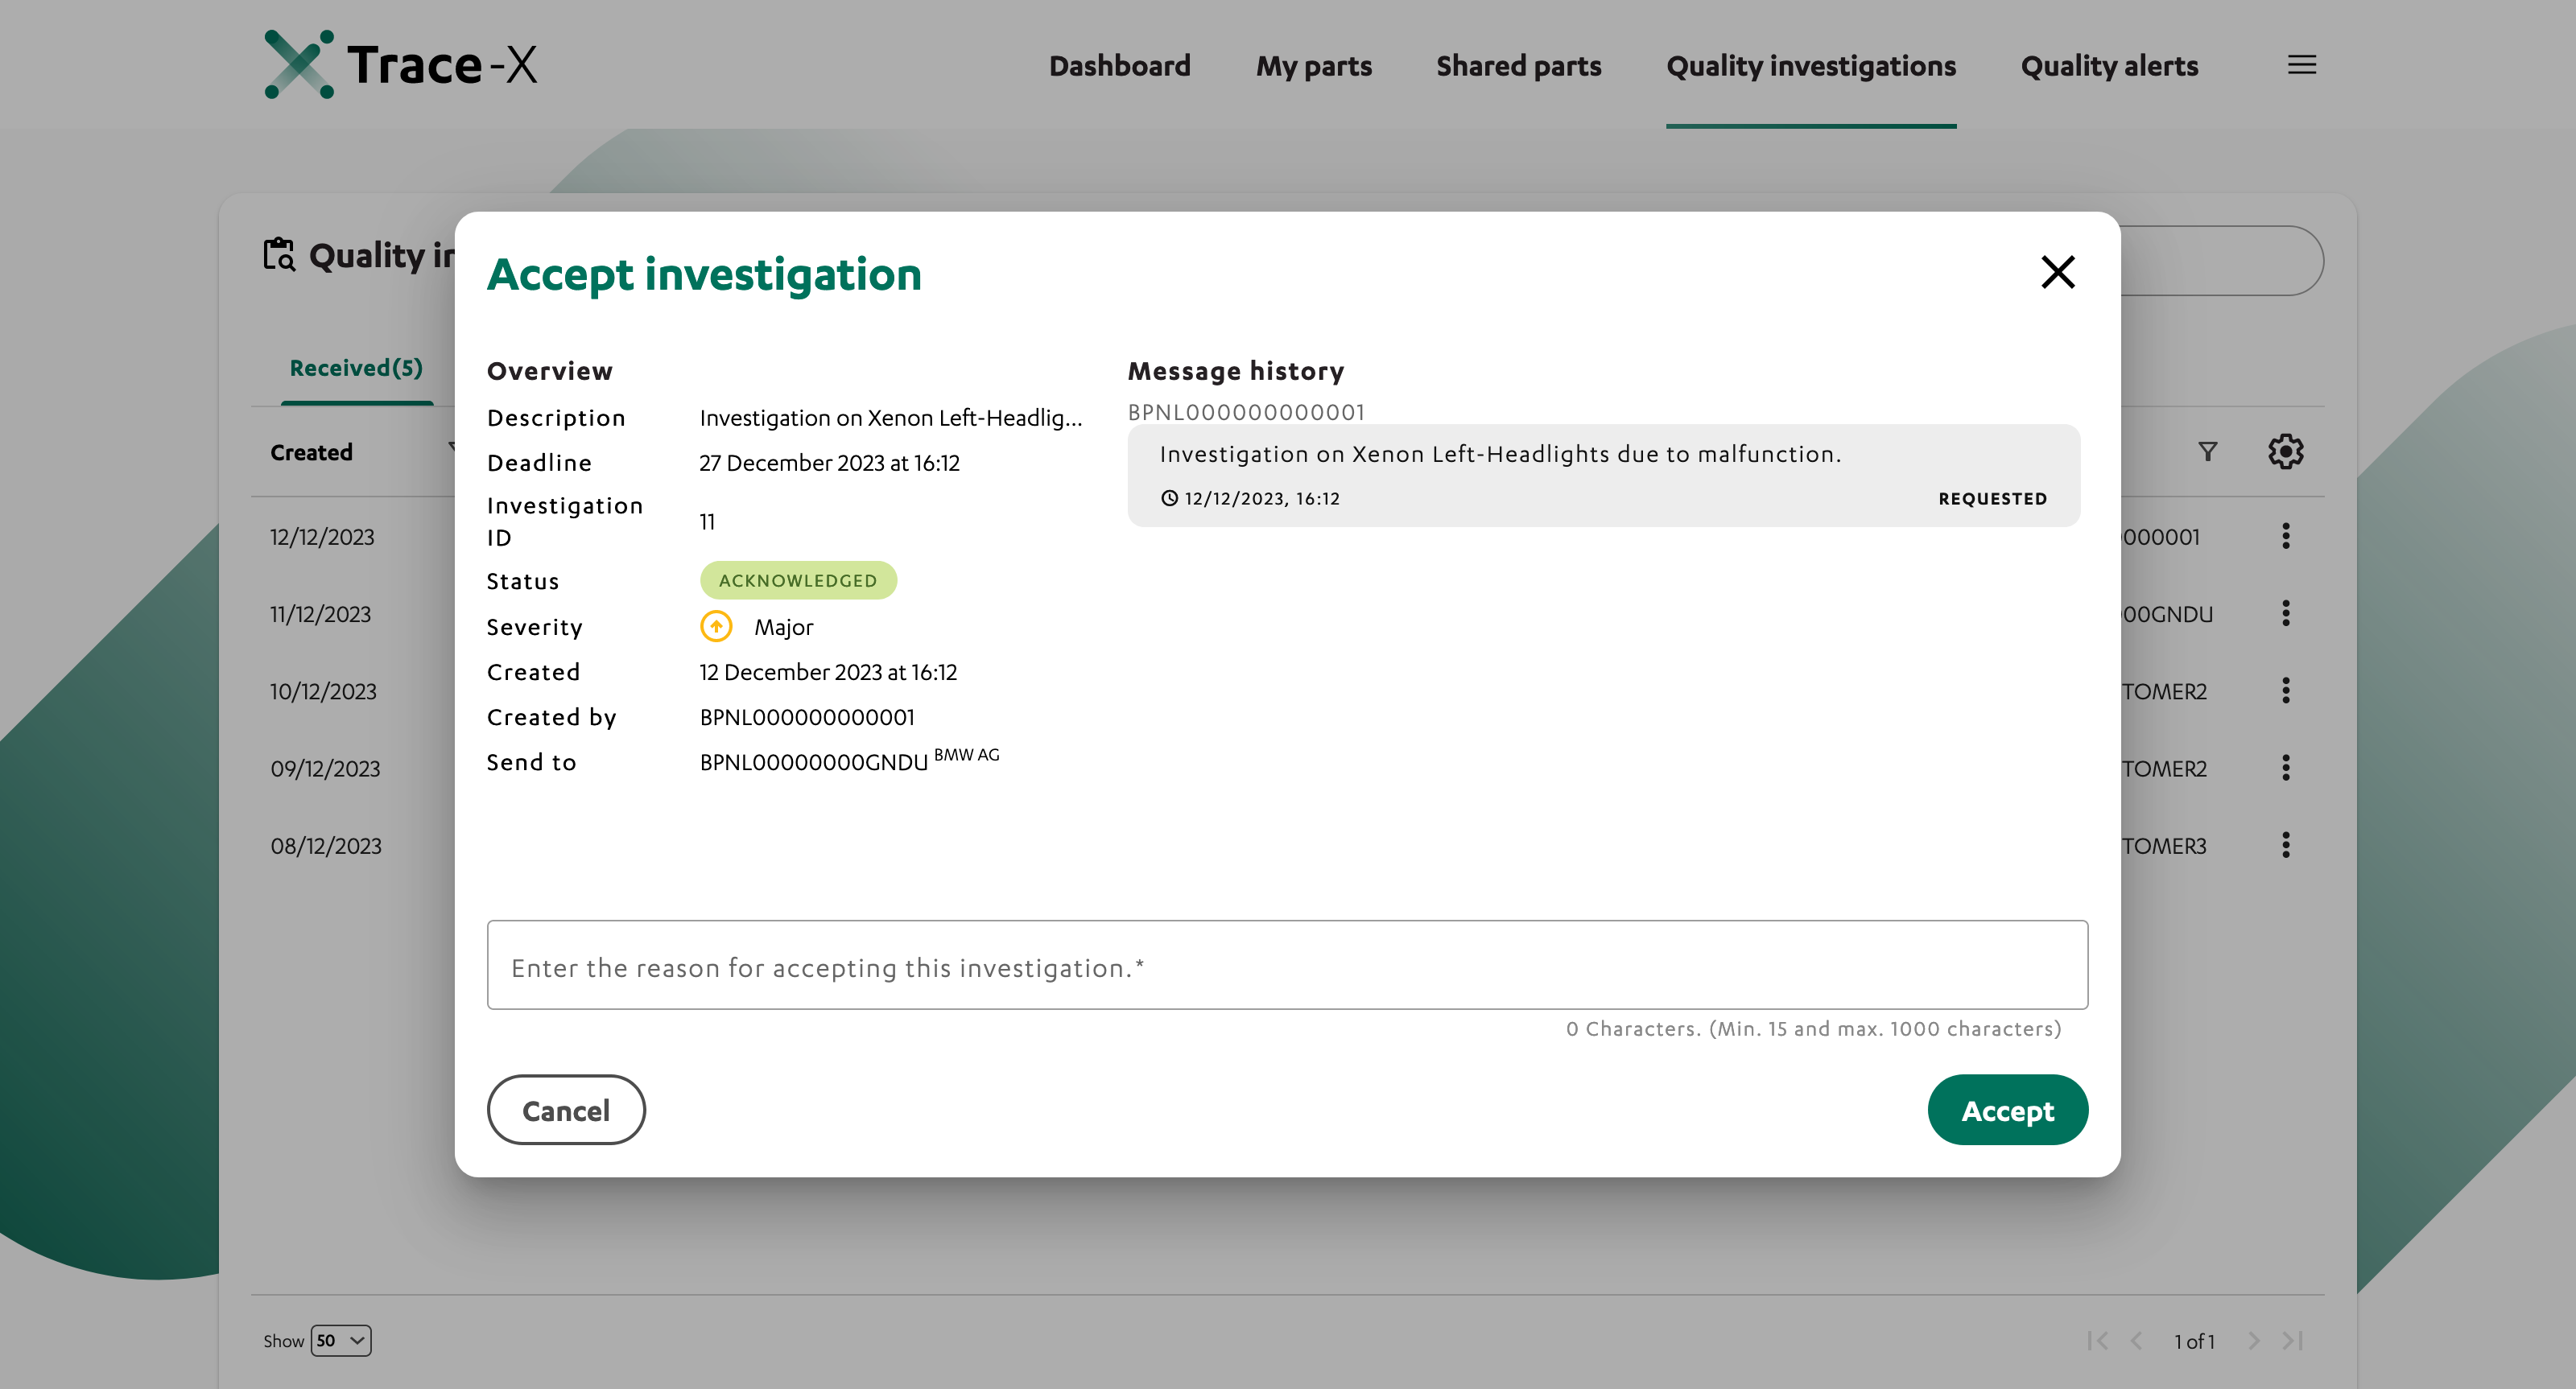 Trace-X
Dashboard
My parts
Shared parts
Quality investigations
Quality alerts
Quality
Received(5)
Created
12/12/2023
11/12/2023
10/12/2023
09/12/2023
08/12/2023
000001
00GNDU
TOMER2
TOMER2
TOMER3
Accept investigation
Overview
Description Investigation on Xenon Left-Headlig...
Deadline 27 December 2023 at 16:12
Investigation
ID 11
Status ACKNOWLEDGED
Severity Major
Created 12 December 2023 at 16:12
Created by BPNL000000000001
Send to BPNL00000000GNDU BMW AG
Message history
BPNL000000000001
Investigation on Xenon Left-Headlights due to malfunction.
12/12/2023, 16:12 REQUESTED
Enter the reason for accepting this investigation.*
0 Characters. (Min. 15 and max. 1000 characters)
Cancel
Accept
Show 50
1 of 1